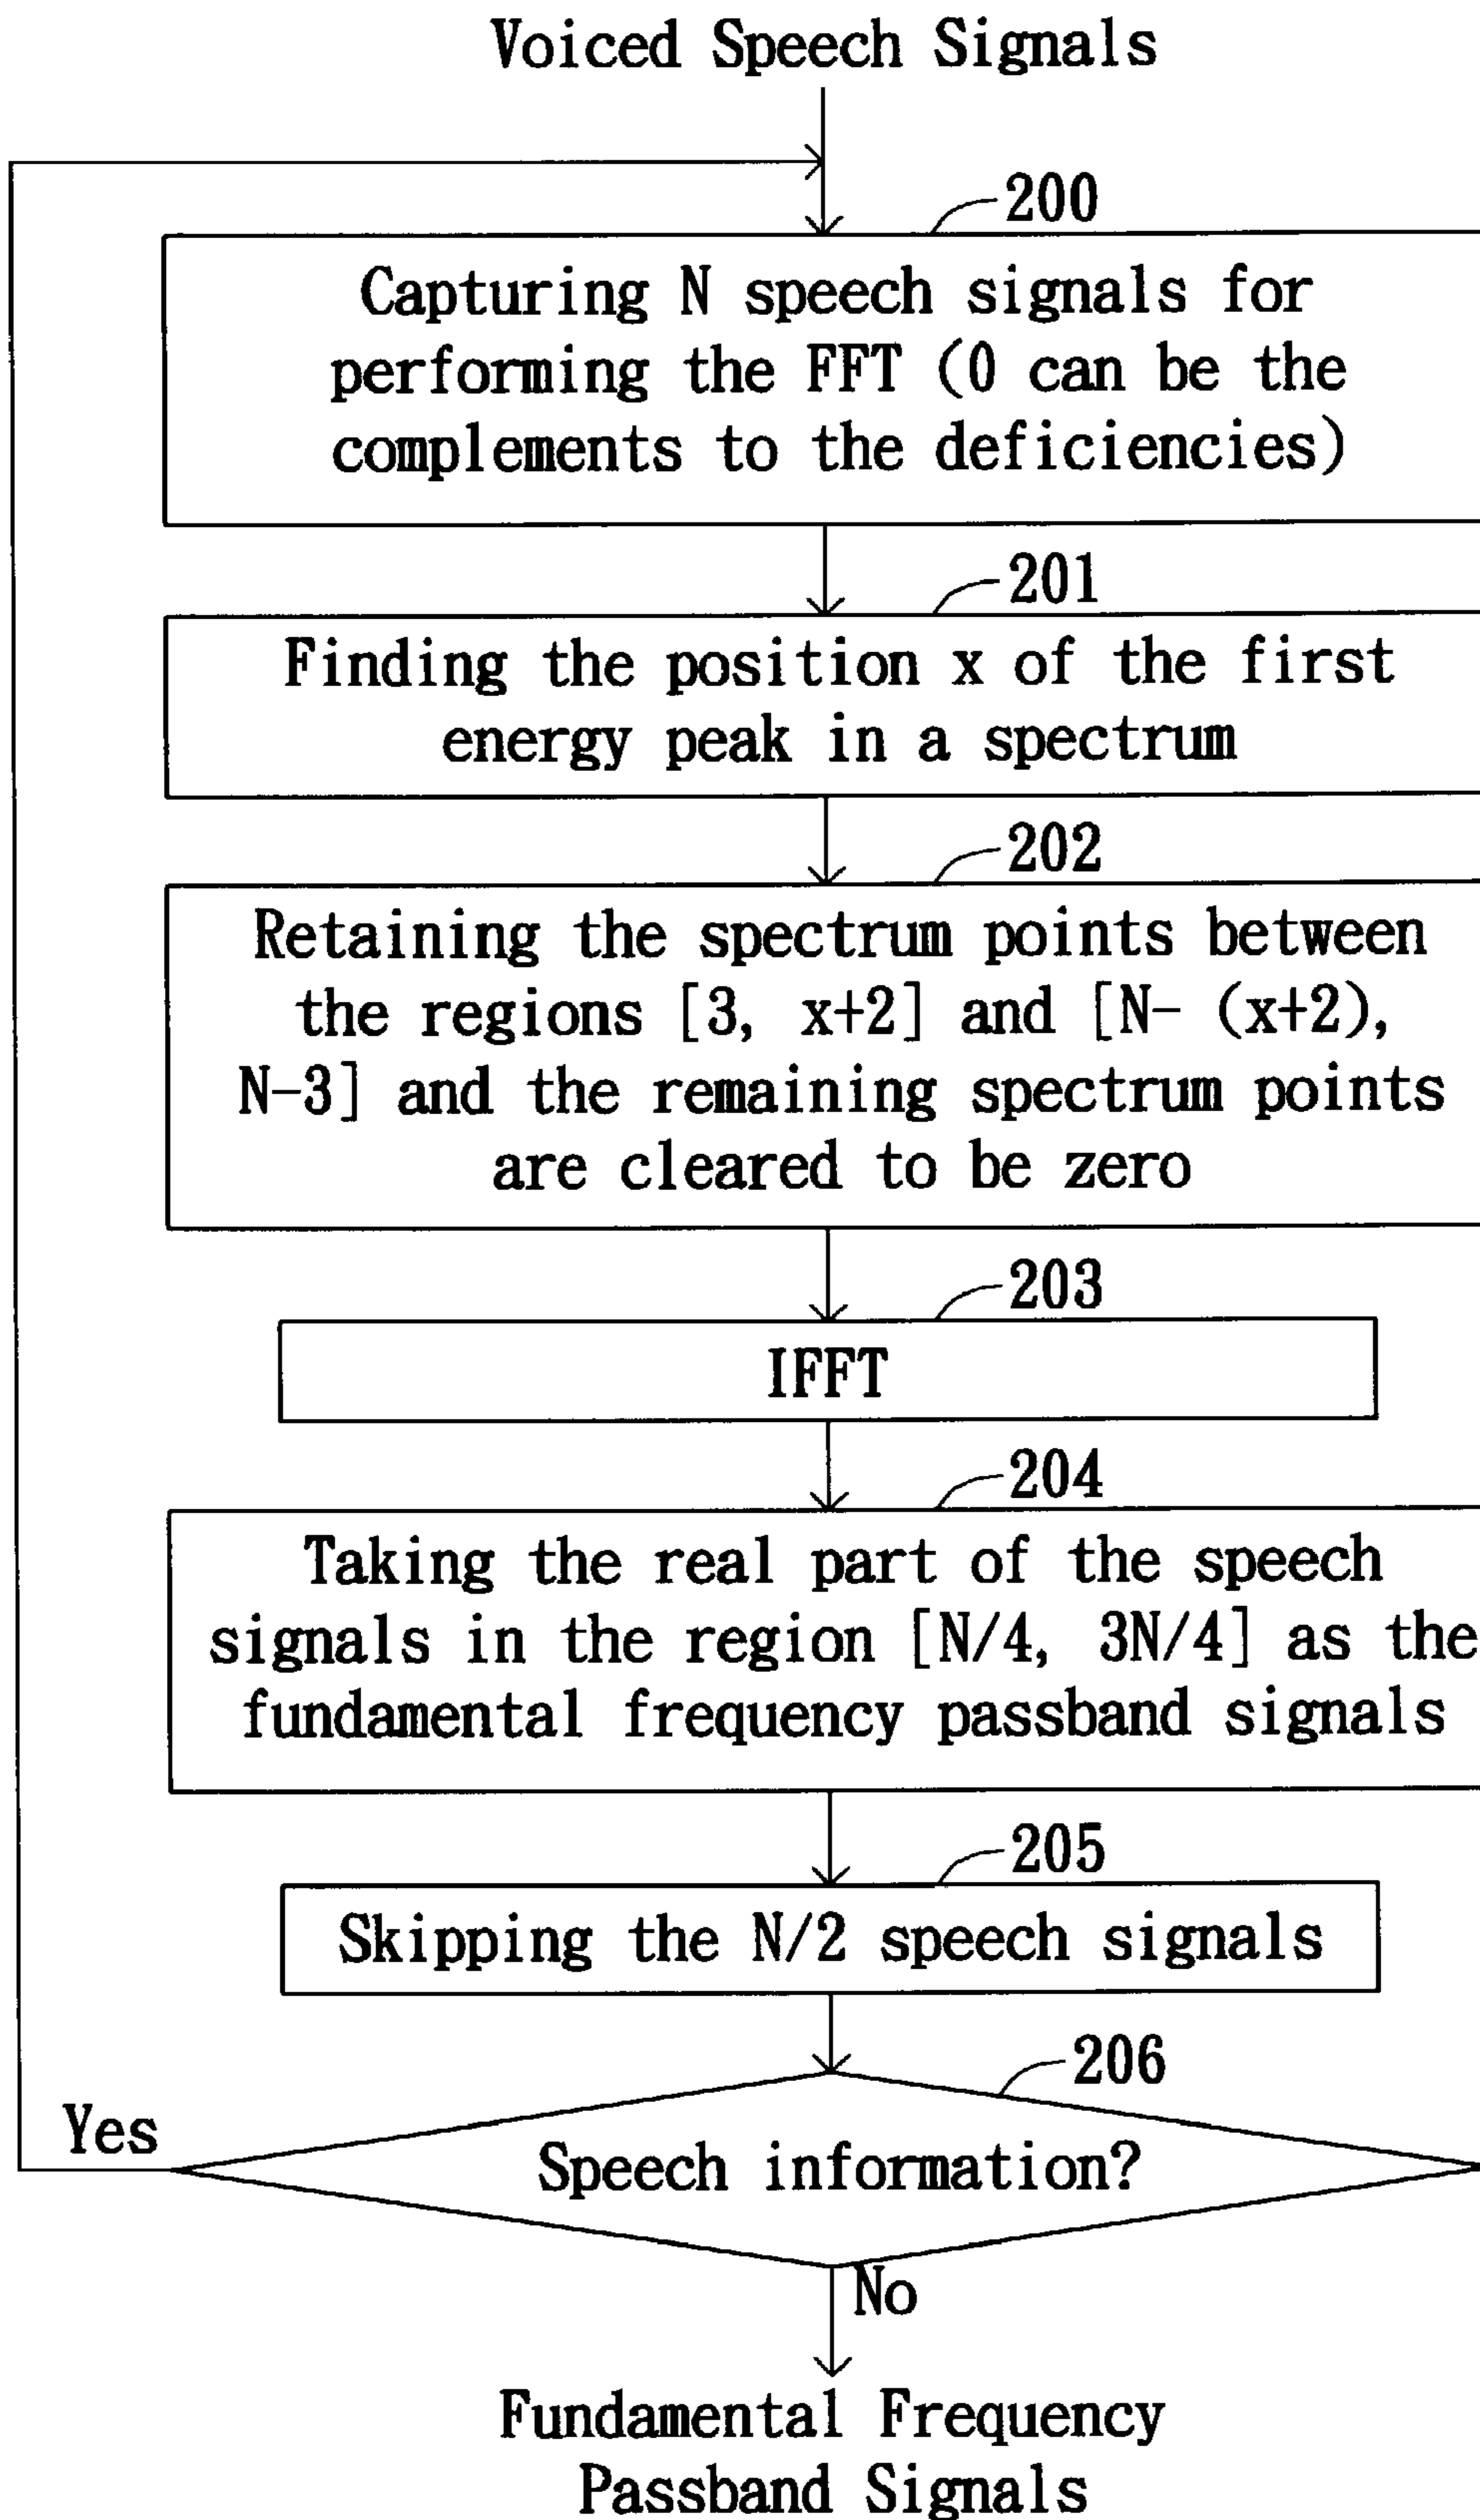 Voiced Speech Signals
200
Capturing N speech signals for
performing the FFT (0 can be the
complements to the deficiencies)
201
Finding the position x of the first
energy peak in a spectrum
202
Retaining the spectrum points between
the regions [3, x+2] and [N- (x+2),
N-3] and the remaining spectrum points
are cleared to be zero
203
IFFT
204
Taking the real part of the speech
signals in the region [N/4, 3N/4] as the
fundamental frequency passband signals
205
Skipping the N/2 speech signals
206
Yes
Speech information?
No
Fundamental Frequency
Passband Signals